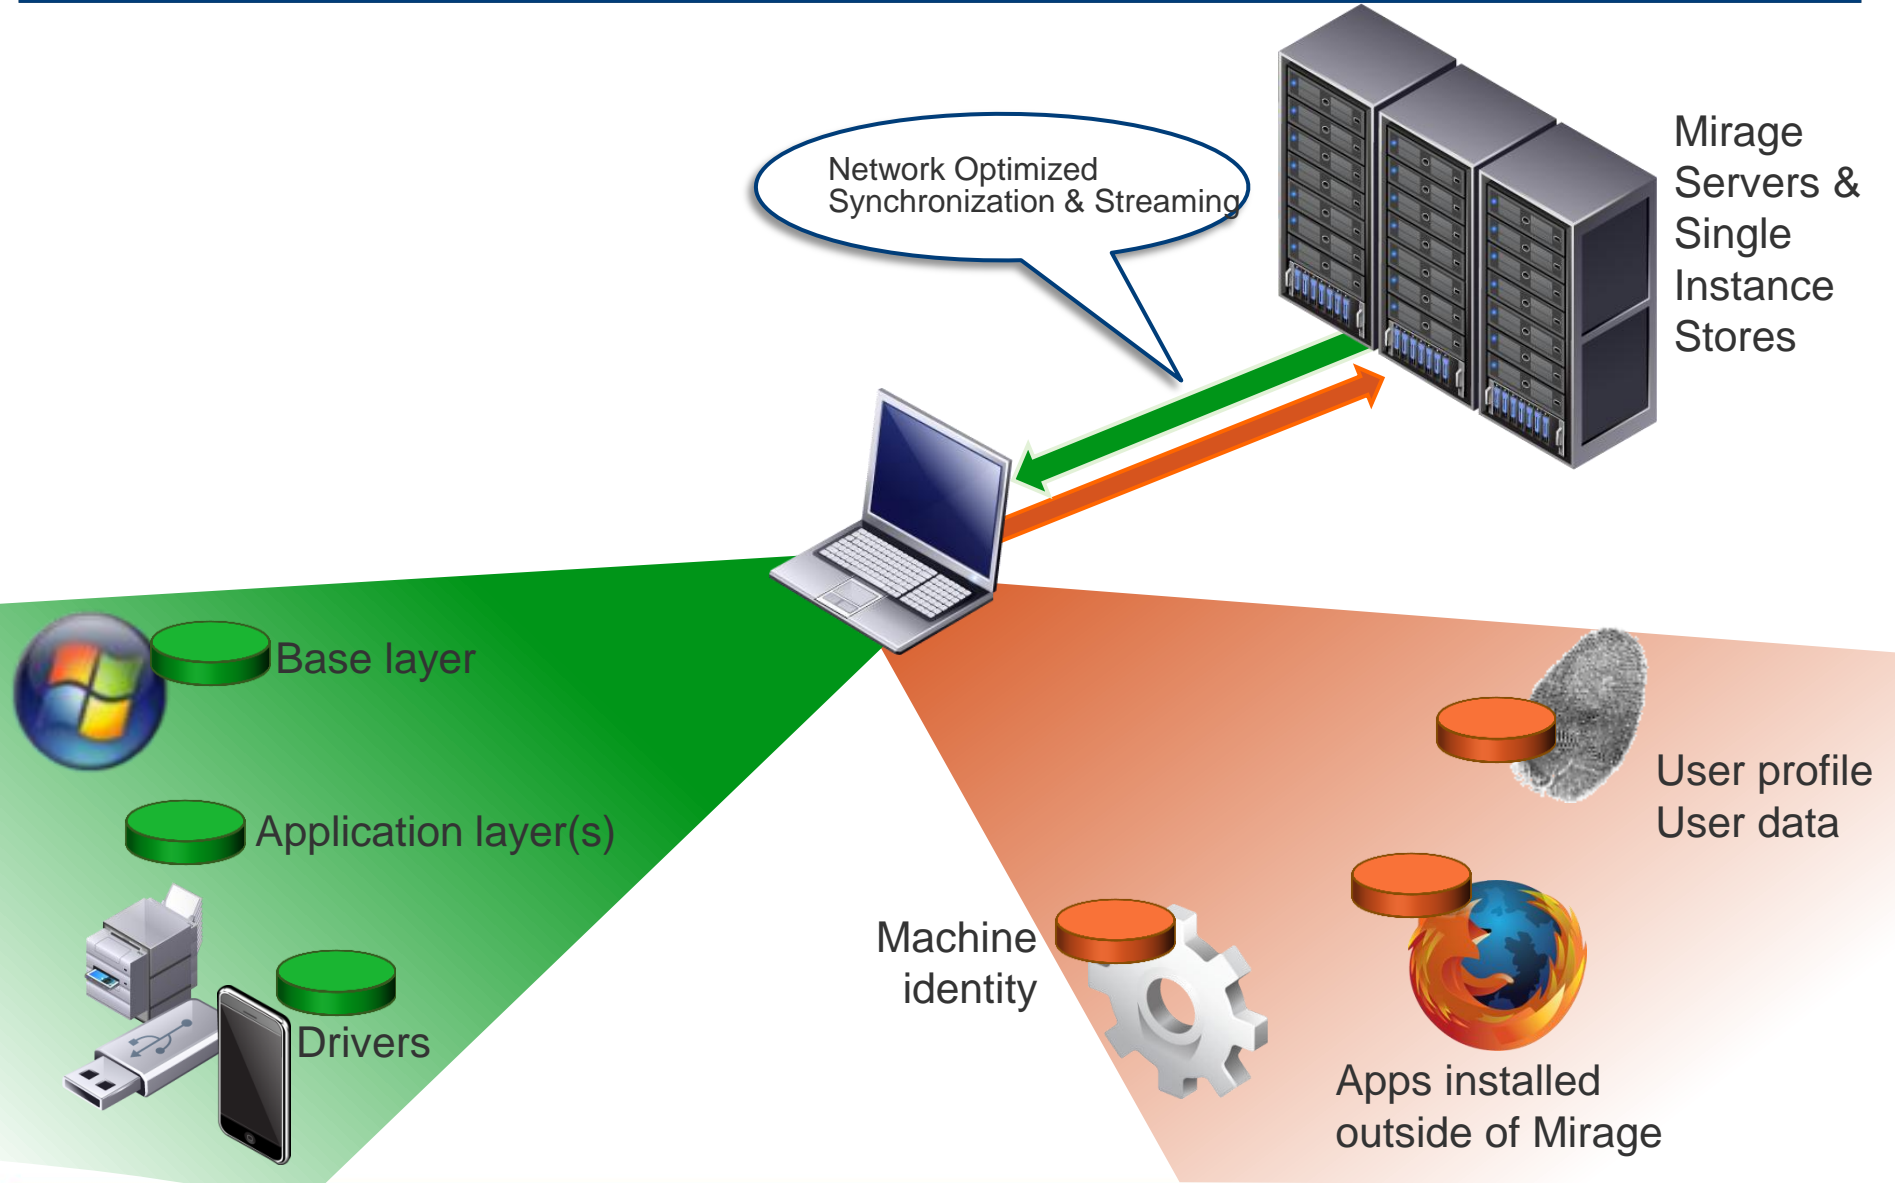 Network Optimized
Synchronization & Streaming
Mirage
Servers &
Single
Instance
Stores
Base layer
Application layer(s)
Drivers
Machine
identity
User profile
User data
Apps installed
outside of Mirage